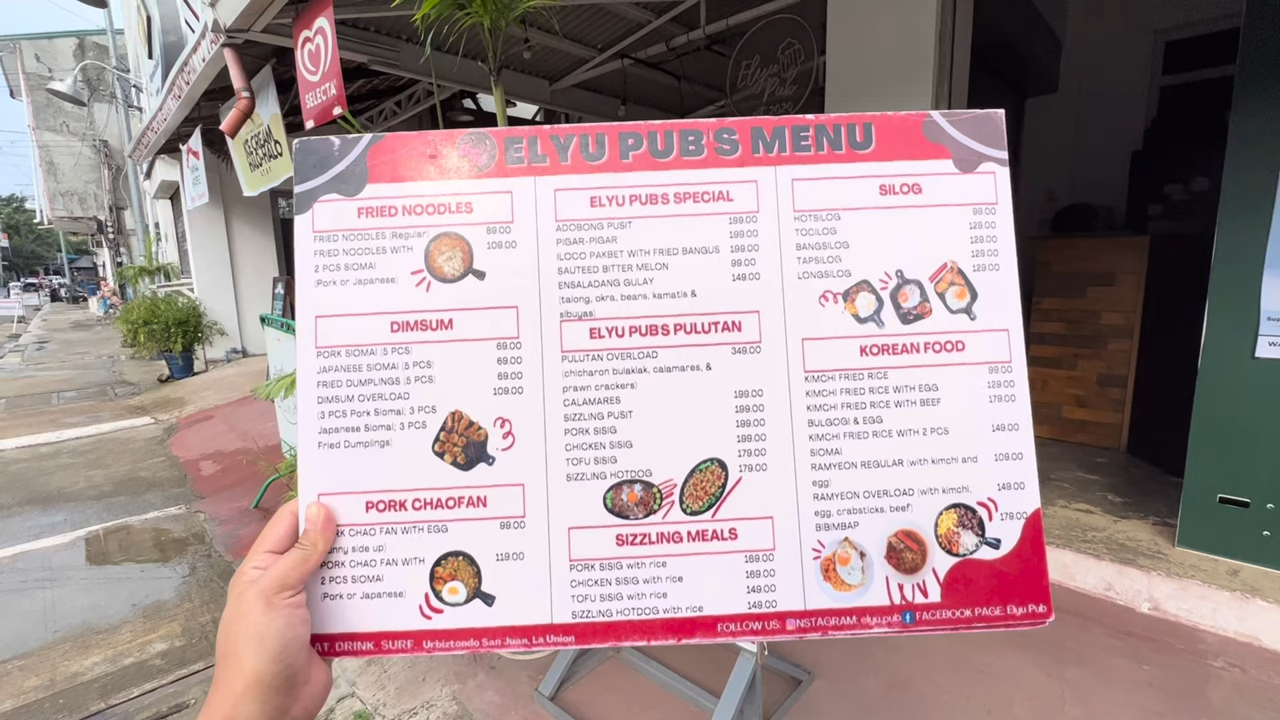 SELECTA
ICE CREAM
Elyu
Pub
2020
ELYU PUB'S MENU
FRIED NOODLES
FRIED NOODLES (Regular) 89.00
FRIED NOODLES WITH 109.00
2 PCS SIOMAI
(Pork or Japanese)
DIMSUM
PORK SIOMAI (5 PCS) 69.00
JAPANESE SIOMAI (5 PCS) 69.00
FRIED DUMPLINGS (5 PCS) 69.00
DIMSUM OVERLOAD 109.00
(3 PCS Pork Siomai; 3 PCS
Japanese Siomai; 3 PCS
Fried Dumplings)
PORK CHAOFAN
RK CHAO FAN WITH EGG 99.00
unny side up)
PORK CHAO FAN WITH 119.00
2 PCS SIOMAI
(Pork or Japanese)
ELYU PUB'S SPECIAL
ADOBONG PUSIT 199.00
PIGAR-PIGAR 199.00
ILOCO PAKBET WITH FRIED BANGUS 199.00
SAUTEED BITTER MELON 99.00
ENSALADANG GULAY 149.00
(talong, okra, beans, kamatis &
sibuyas)
ELYU PUB'S PULUTAN
PULUTAN OVERLOAD 349.00
(chicharon bulaklak, calamares, &
prawn crackers)
CALAMARES 199.00
SIZZLING PUSIT 199.00
PORK SISIG 199.00
CHICKEN SISIG 199.00
TOFU SISIG 179.00
SIZZLING HOTDOG 179.00
SIZZLING MEALS
PORK SISIG with rice 169.00
CHICKEN SISIG with rice 169.00
TOFU SISIG with rice 149.00
SIZZLING HOTDOG with rice 149.00
SILOG
HOTSILOG 99.00
TOCILOG 129.00
BANGSILOG 129.00
TAPSILOG 129.00
LONGSILOG 129.00
KOREAN FOOD
KIMCHI FRIED RICE 99.00
KIMCHI FRIED RICE WITH EGG 129.00
KIMCHI FRIED RICE WITH BEEF 179.00
BULGOGI & EGG
KIMCHI FRIED RICE WITH 2 PCS 149.00
SIOMAI
RAMYEON REGULAR (with kimchi and 109.00
egg)
RAMYEON OVERLOAD (with kimchi, 149.00
egg, crabsticks, beef)
BIBIMBAP 179.00
AT, DRINK, SURF. Urbiztondo San Juan, La Union
FOLLOW US: INSTAGRAM: elyu.pub FACEBOOK PAGE: Elyu Pub